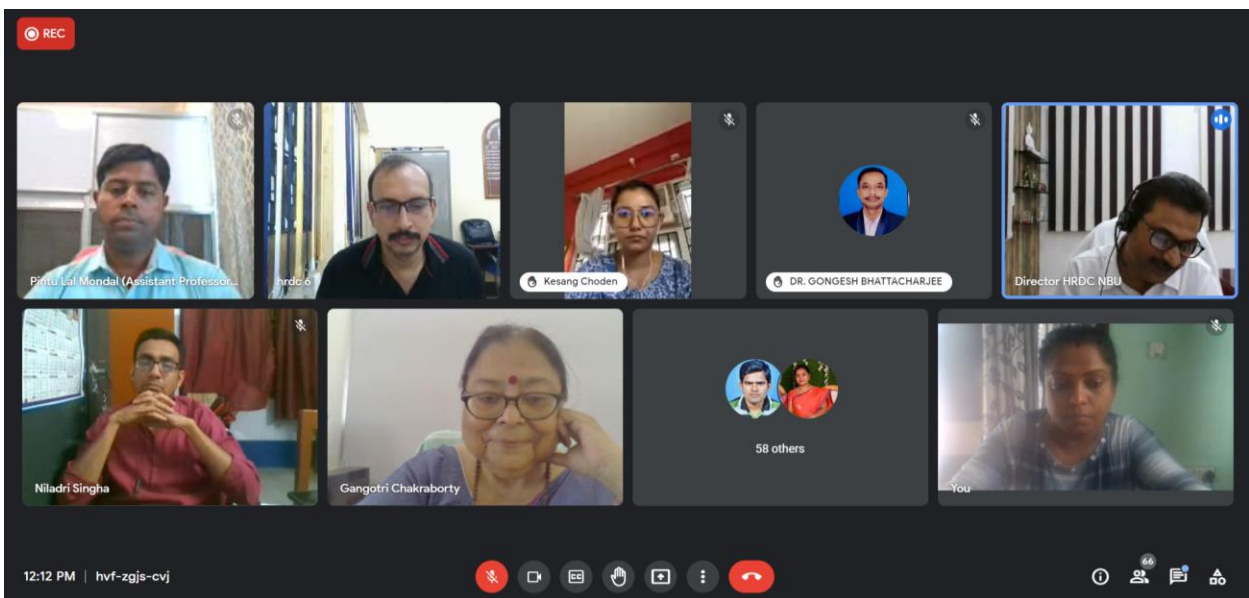 REC
Pintu Lal Mondal (Assistant Professor...
hrdc 6
Kesang Choden
DR. GONGESH BHATTACHARJEE
Director HRDC NBU
Niladri Singha
Gangotri Chakraborty
58 others
You
12:12 PM | hvf-zgjs-cvj
CC
66